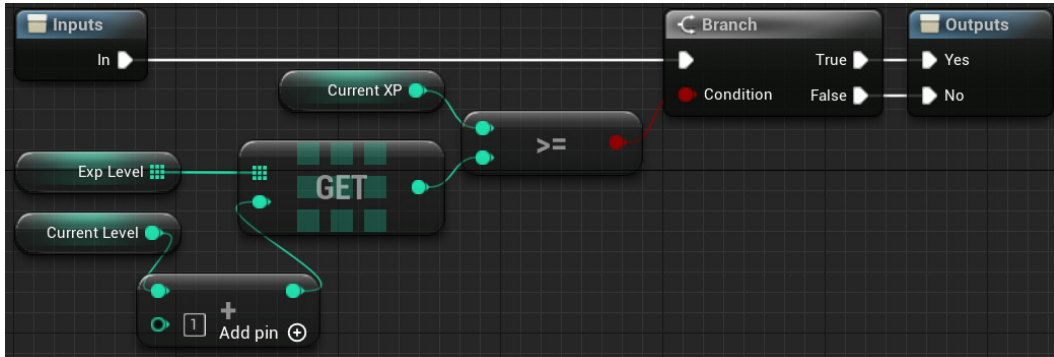 Inputs
In
Current XP
Exp Level
GET
Current Level
1
+
Add pin
>=
Branch
Condition
True
False
Outputs
Yes
No